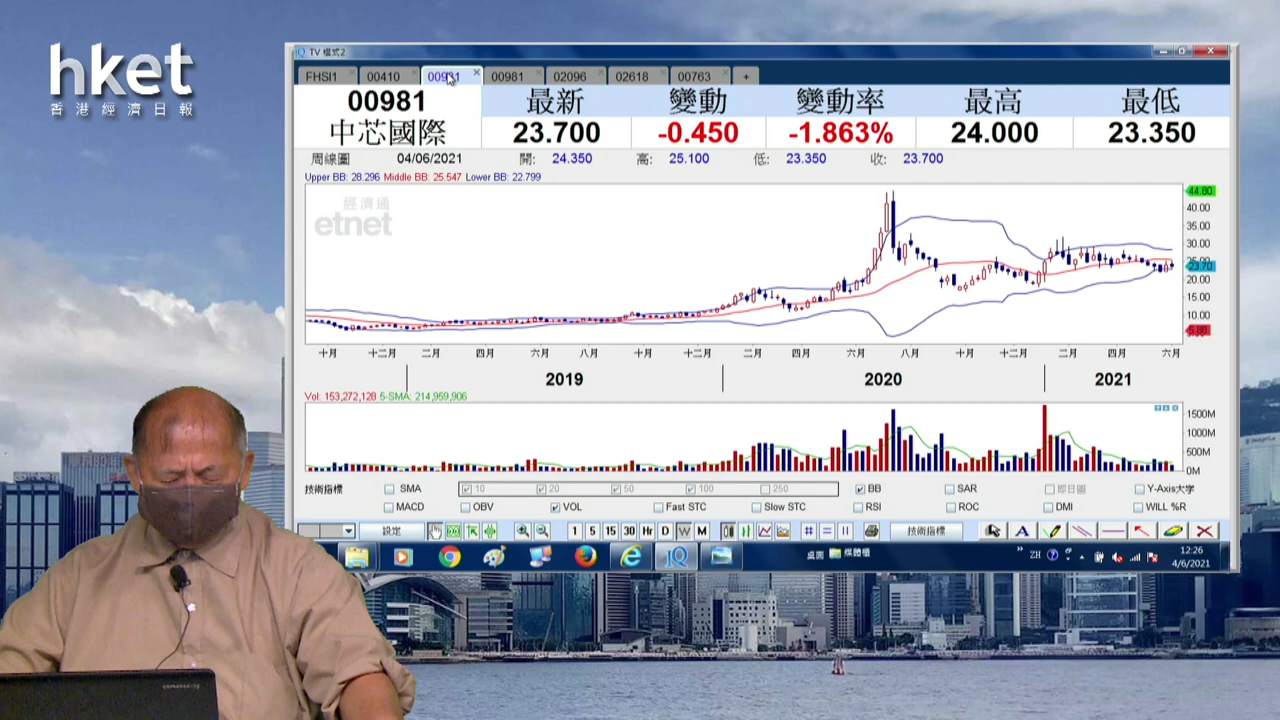 hket
香港經濟日報
TV 模式2
FHSI1 00410 00981 00981 02096 02618 00763 +
00981 最新 變動 變動率 最高 最低
中芯國際 23.700 -0.450 -1.863% 24.000 23.350
周線圖 04/06/2021 開: 24.350 高: 25.100 低: 23.350 收: 23.700
Upper BB: 28.296 Middle BB: 25.547 Lower BB: 22.799
經濟通
etnet
44.80
40.00
35.00
30.00
25.00
23.70
20.00
15.00
10.00
5.88
十月 十二月 二月 四月 六月 八月 十月 十二月 二月 四月 六月 八月 十月 十二月 二月 四月 六月
2019 2020 2021
Vol: 153,272,128 5-SMA: 214,959,906
1500M
1000M
500M
0M
技術指標 SMA 10 20 50 100 250 BB SAR 即日圖 Y-Axis大字
MACD OBV VOL Fast STC Slow STC RSI ROC DMI WILL %R
設定 1 5 15 30 Hr D W M 技術指標
桌面 媒體櫃 ZH 12:26
4/6/2021
lenovo